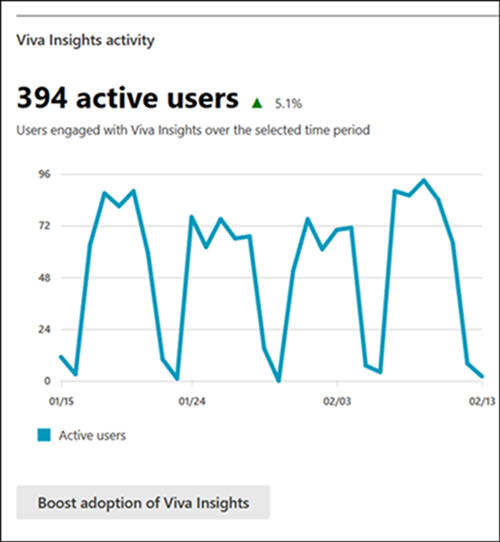 Viva Insights activity
394 active users ▲ 5.1%
Users engaged with Viva Insights over the selected time period
96
72
48
24
0
01/15 01/24 02/03 02/13
Active users
Boost adoption of Viva Insights